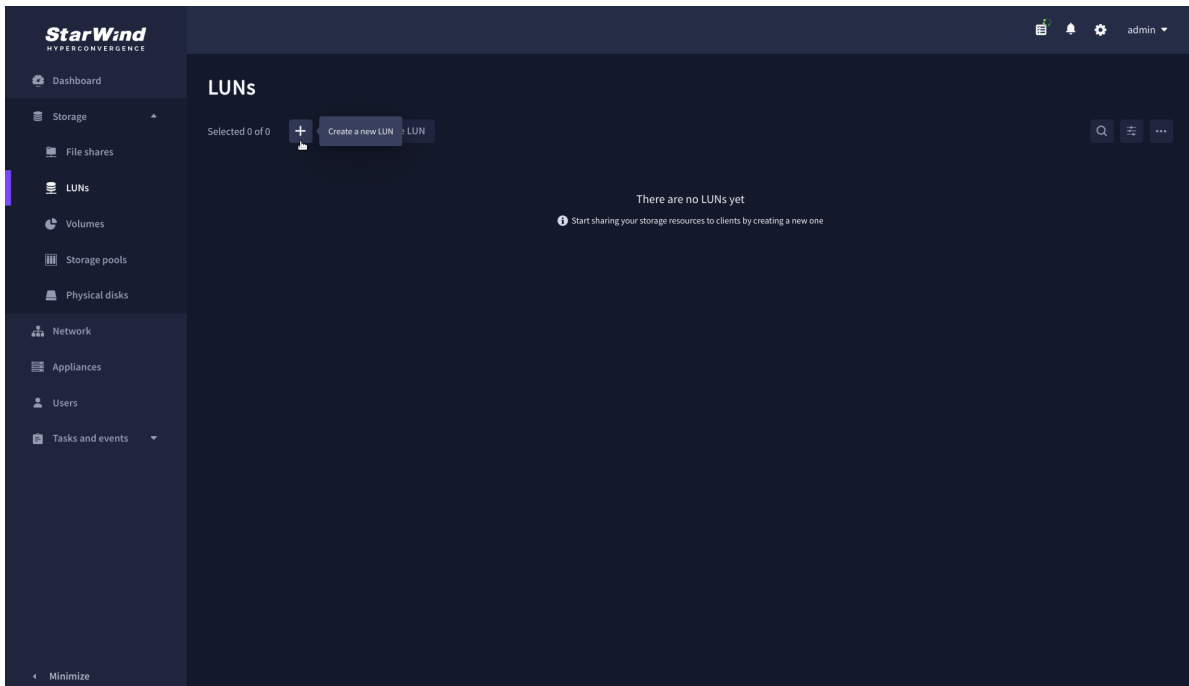 StarWind
HYPERCONVERGENCE
admin
Dashboard
Storage
File shares
LUNs
Volumes
Storage pools
Physical disks
Network
Appliances
Users
Tasks and events
Minimize
LUNs
Selected 0 of 0
Create a new LUN
LUN
There are no LUNs yet
Start sharing your storage resources to clients by creating a new one